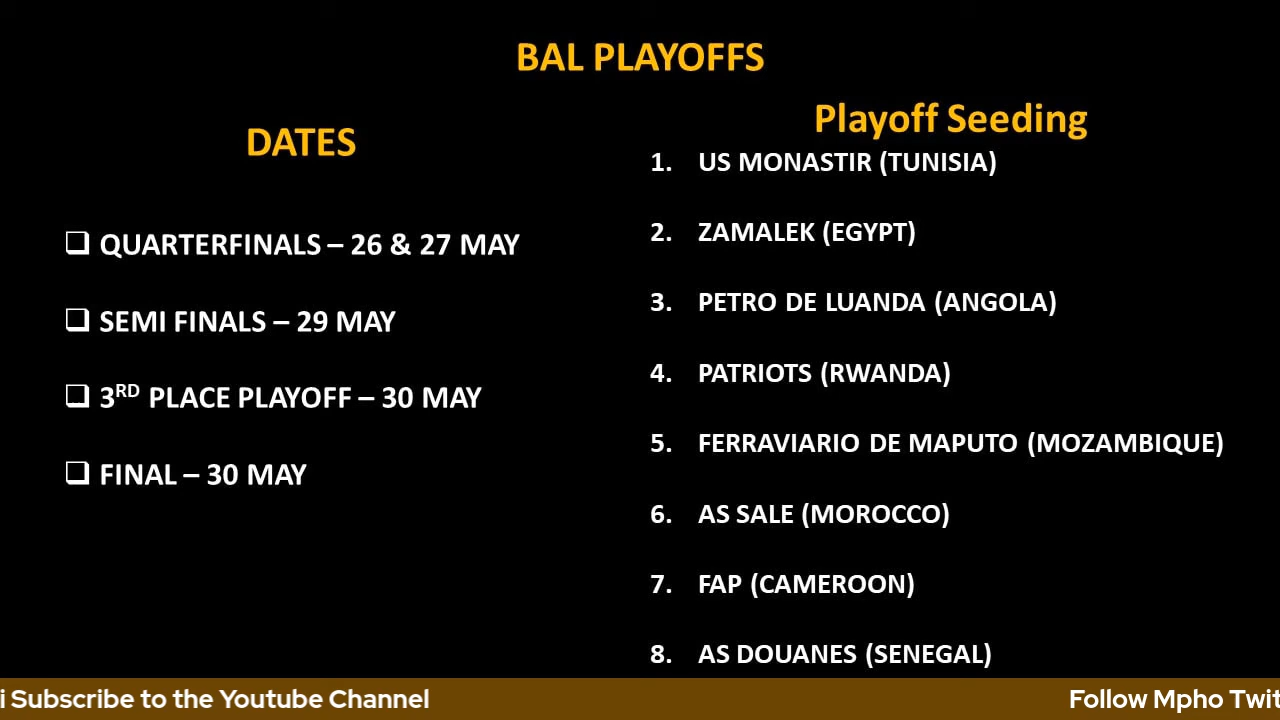 BAL PLAYOFFS
DATES
❑ QUARTERFINALS – 26 & 27 MAY
❑ SEMI FINALS – 29 MAY
❑ 3RD PLACE PLAYOFF – 30 MAY
❑ FINAL – 30 MAY
Playoff Seeding
1. US MONASTIR (TUNISIA)
2. ZAMALEK (EGYPT)
3. PETRO DE LUANDA (ANGOLA)
4. PATRIOTS (RWANDA)
5. FERRAVIARIO DE MAPUTO (MOZAMBIQUE)
6. AS SALE (MOROCCO)
7. FAP (CAMEROON)
8. AS DOUANES (SENEGAL)
i Subscribe to the Youtube Channel
Follow Mpho Twit